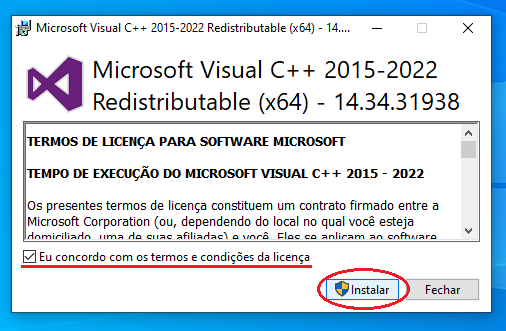 Microsoft Visual C++ 2015-2022 Redistributable (x64) - 14....
Microsoft Visual C++ 2015-2022
Redistributable (x64) - 14.34.31938
TERMOS DE LICENÇA PARA SOFTWARE MICROSOFT
TEMPO DE EXECUÇÃO DO MICROSOFT VISUAL C++ 2015 - 2022
Os presentes termos de licença constituem um contrato firmado entre a
Microsoft Corporation (ou, dependendo do local no qual você esteja
domiciliado, uma de suas afiliadas) e você. Eles se aplicam ao software
Eu concordo com os termos e condições da licença
Instalar
Fechar